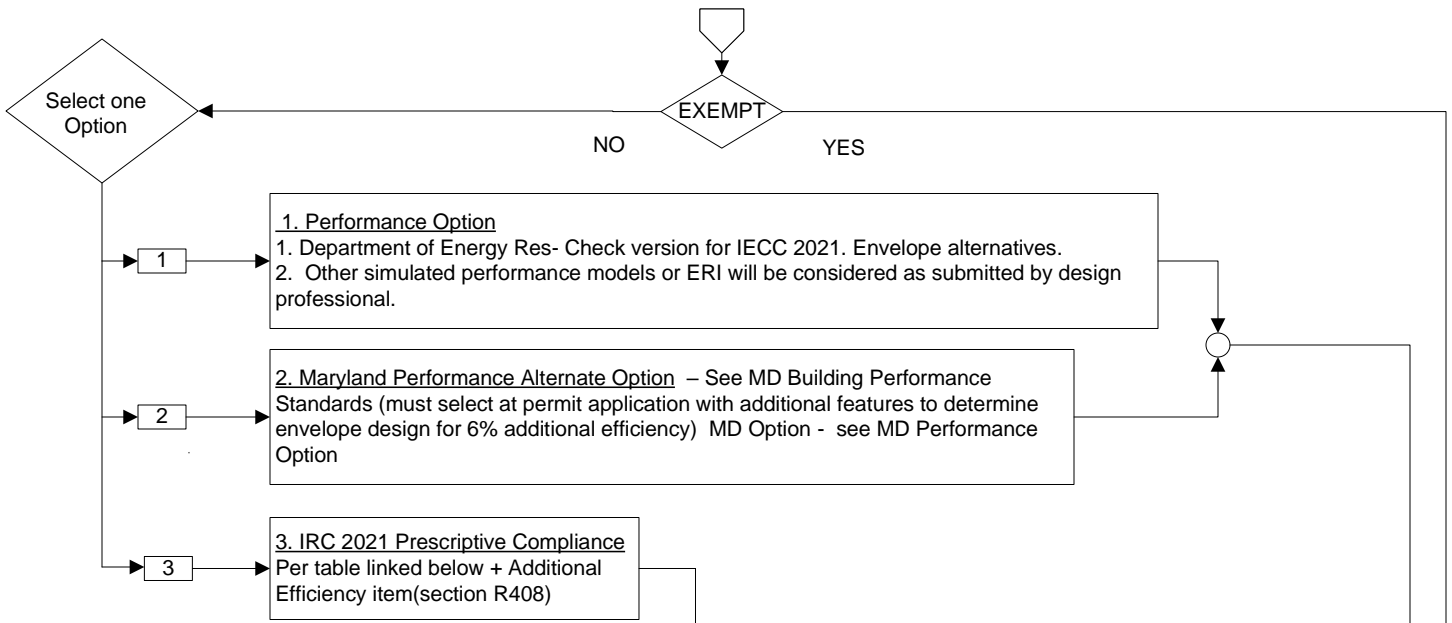 Select one
Option
EXEMPT
NO
YES
1
1. Performance Option
1. Department of Energy Res- Check version for IECC 2021. Envelope alternatives.
2.  Other simulated performance models or ERI will be considered as submitted by design
professional.
2
2. Maryland Performance Alternate Option  – See MD Building Performance
Standards (must select at permit application with additional features to determine
envelope design for 6% additional efficiency)  MD Option -  see MD Performance
Option
3
3. IRC 2021 Prescriptive Compliance
Per table linked below + Additional
Efficiency item(section R408)